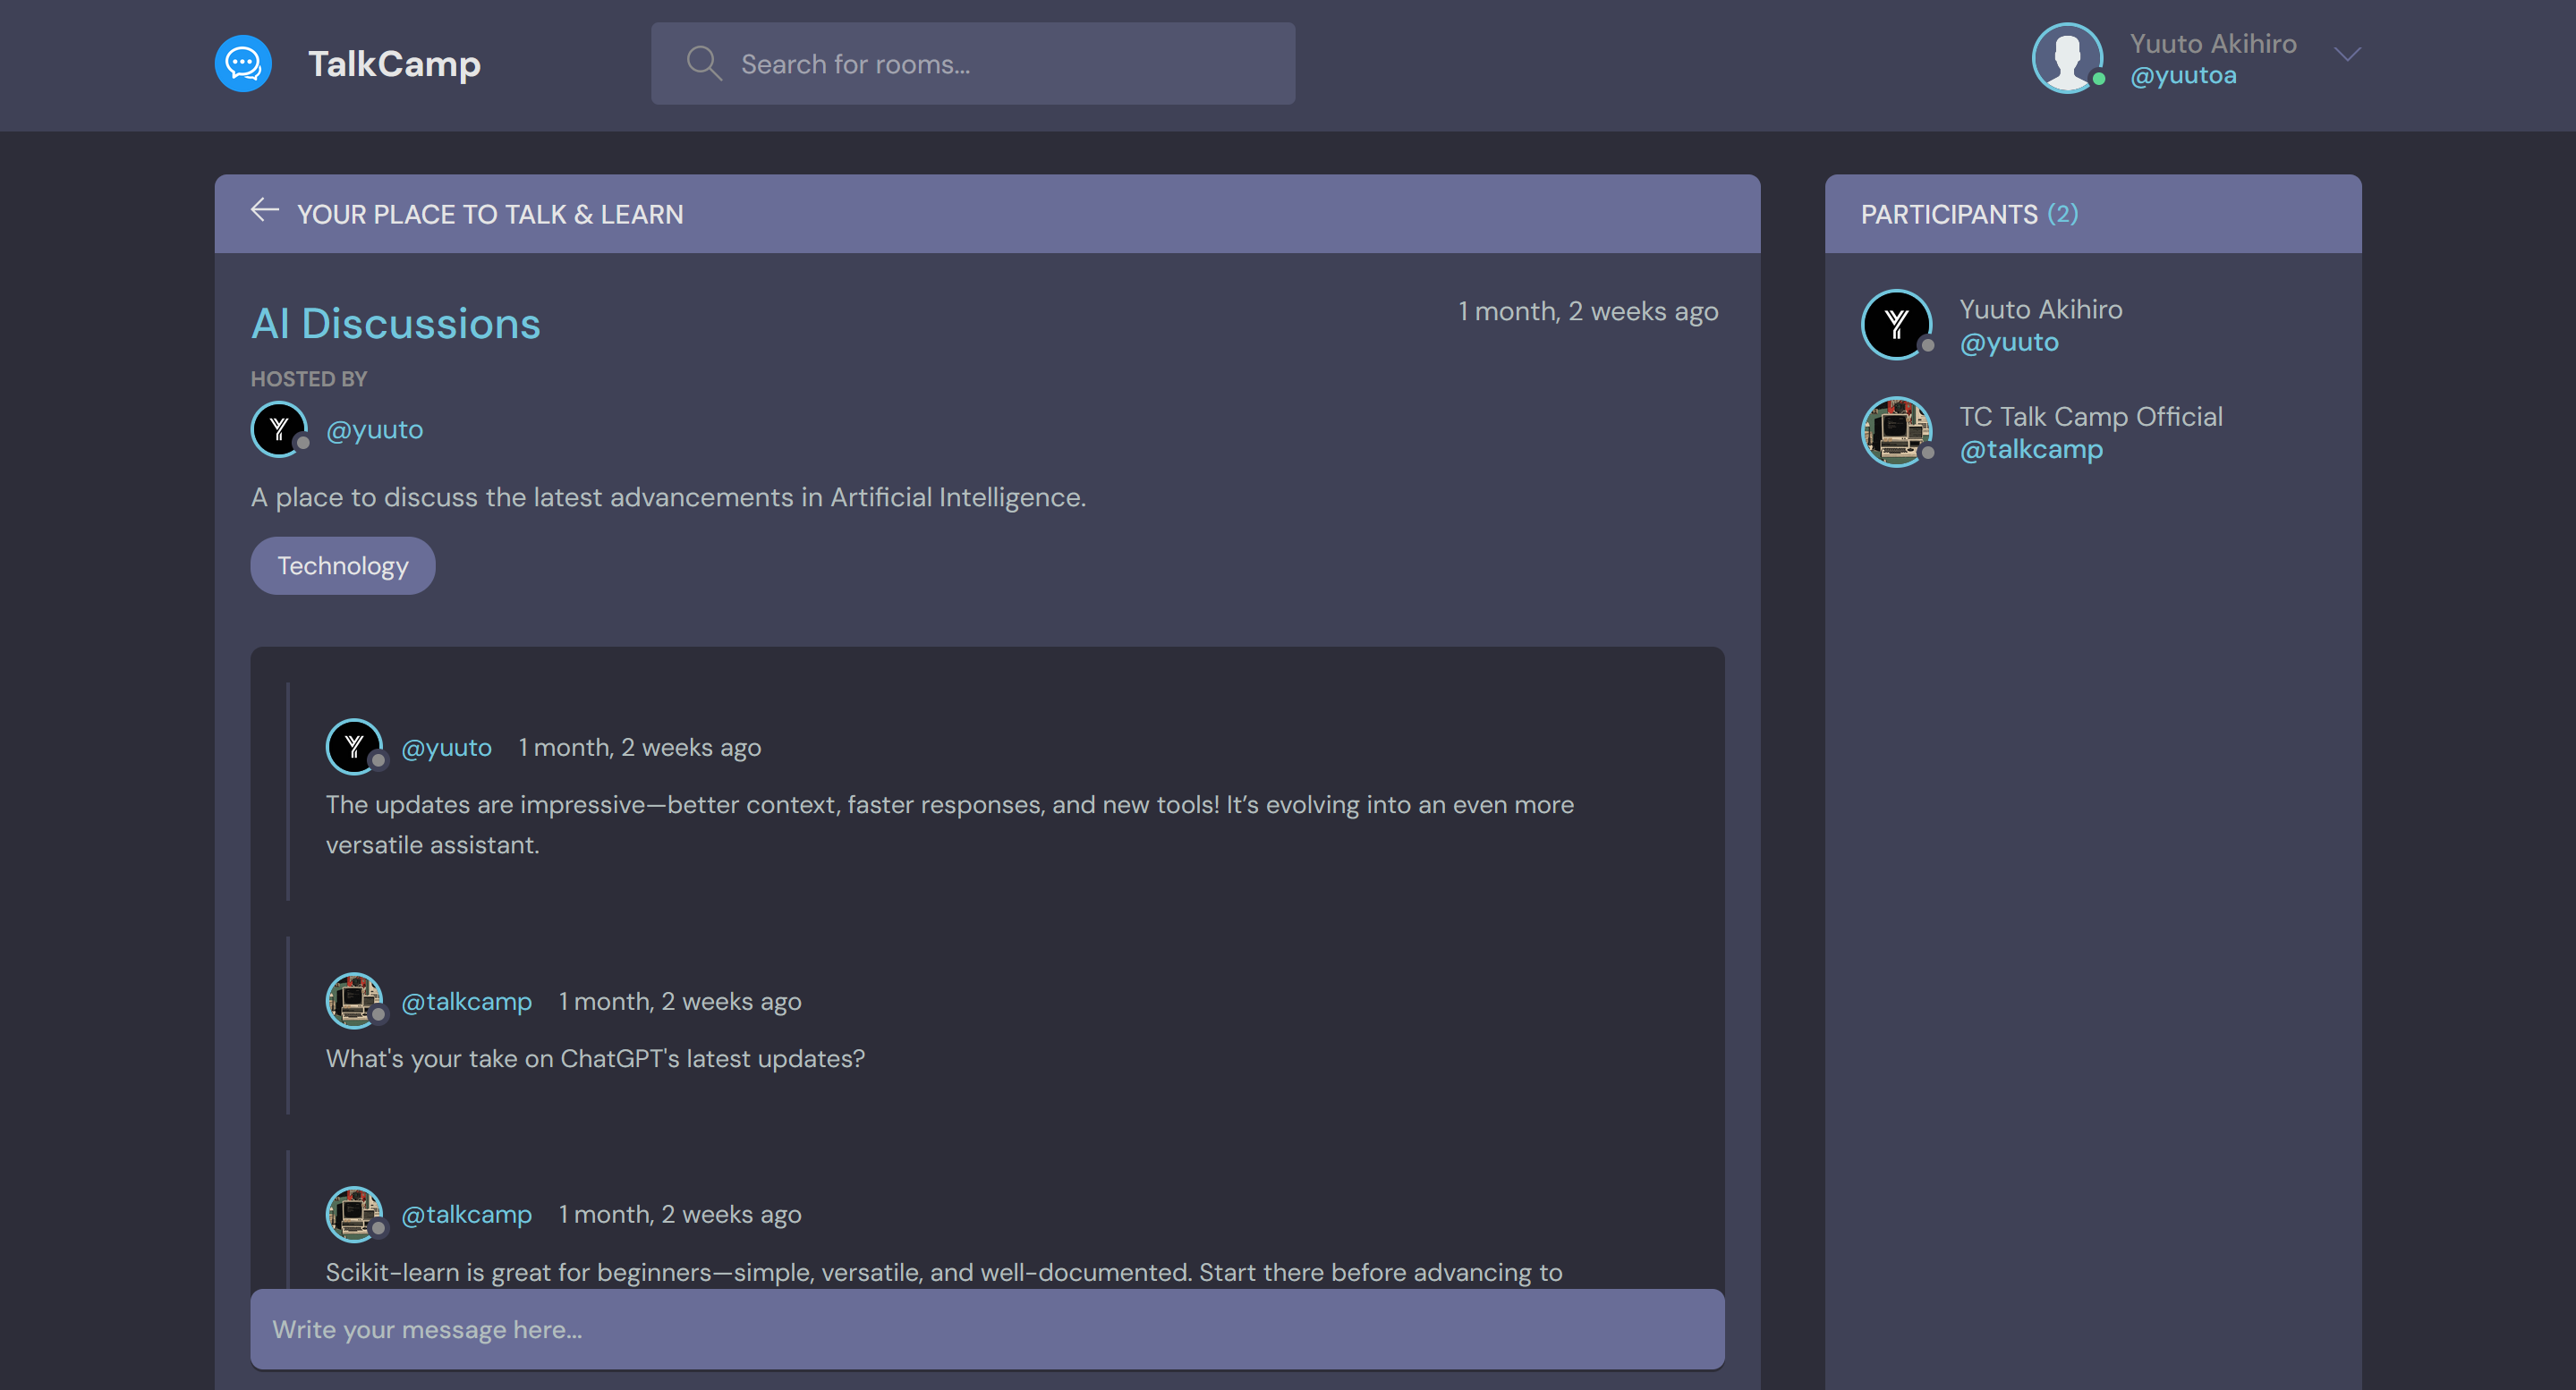 TalkCamp
Search for rooms...
Yuuto Akihiro
@yuutoa
YOUR PLACE TO TALK & LEARN
AI Discussions
1 month, 2 weeks ago
HOSTED BY
@yuuto
A place to discuss the latest advancements in Artificial Intelligence.
Technology
@yuuto 1 month, 2 weeks ago
The updates are impressive—better context, faster responses, and new tools! It’s evolving into an even more
versatile assistant.
@talkcamp 1 month, 2 weeks ago
What's your take on ChatGPT's latest updates?
@talkcamp 1 month, 2 weeks ago
Scikit-learn is great for beginners—simple, versatile, and well-documented. Start there before advancing to
Write your message here...
PARTICIPANTS (2)
Yuuto Akihiro
@yuuto
TC Talk Camp Official
@talkcamp